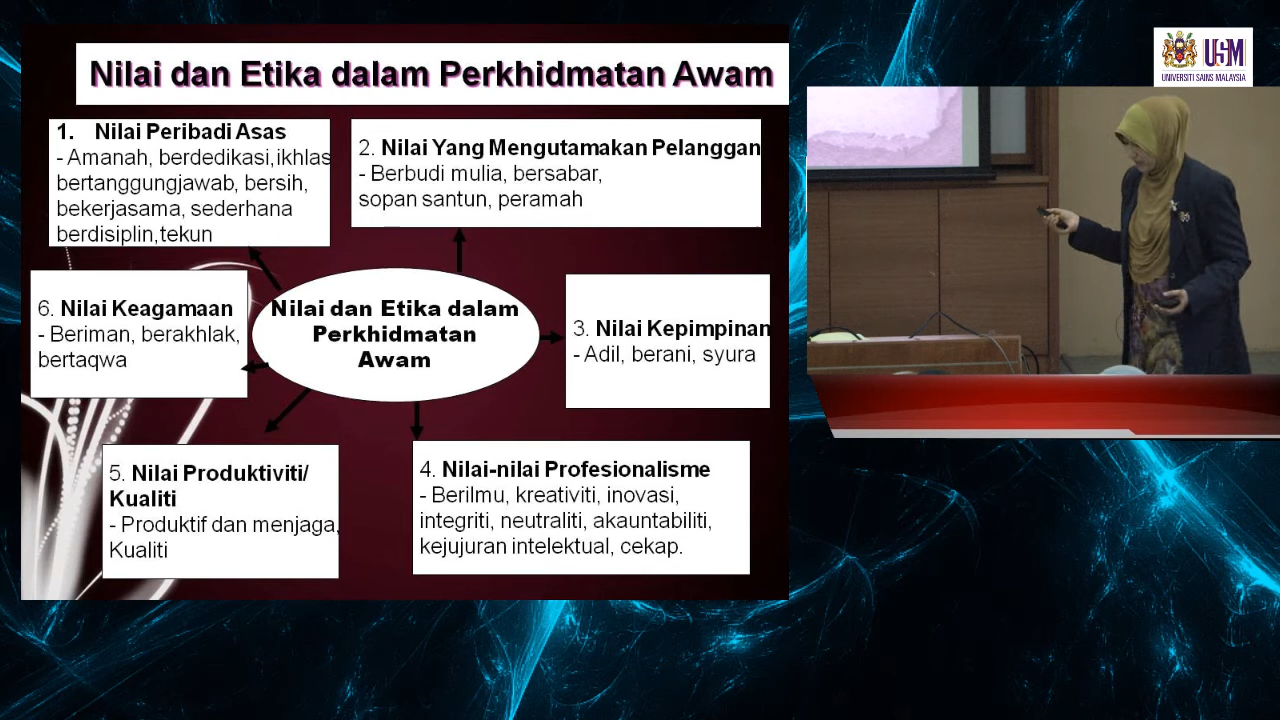 Nilai dan Etika dalam Perkhidmatan Awam
1. Nilai Peribadi Asas
- Amanah, berdedikasi,ikhlas
bertanggungjawab, bersih,
bekerjasama, sederhana
berdisiplin,tekun
2. Nilai Yang Mengutamakan Pelanggan
- Berbudi mulia, bersabar,
sopan santun, peramah
6. Nilai Keagamaan
- Beriman, berakhlak,
bertaqwa
Nilai dan Etika dalam
Perkhidmatan
Awam
3. Nilai Kepimpinan
- Adil, berani, syura
5. Nilai Produktiviti/
Kualiti
- Produktif dan menjaga,
Kualiti
4. Nilai-nilai Profesionalisme
- Berilmu, kreativiti, inovasi,
integriti, neutraliti, akauntabiliti,
kejujuran intelektual, cekap.
USM
UNIVERSITI SAINS MALAYSIA